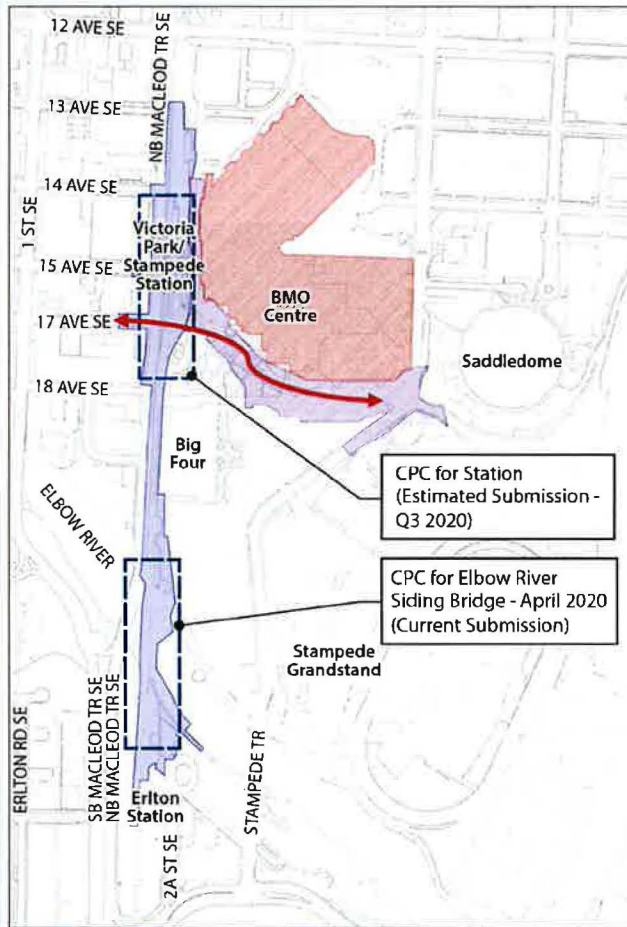 12 AVE SE
NB MACLEOD TR SE
13 AVE SE
14 AVE SE
1 ST SE
Victoria
Park/
Stampede
Station
15 AVE SE
BMO
Centre
17 AVE SE
Saddledome
18 AVE SE
Big
Four
CPC for Station
(Estimated Submission -
Q3 2020)
ELBOW RIVER
CPC for Elbow River
Siding Bridge - April 2020
(Current Submission)
Stampede
Grandstand
ERLTON RD SE
SB MACLEOD TR SE
NB MACLEOD TR SE
Erlton
Station
STAMPEDE TR
2A ST SE